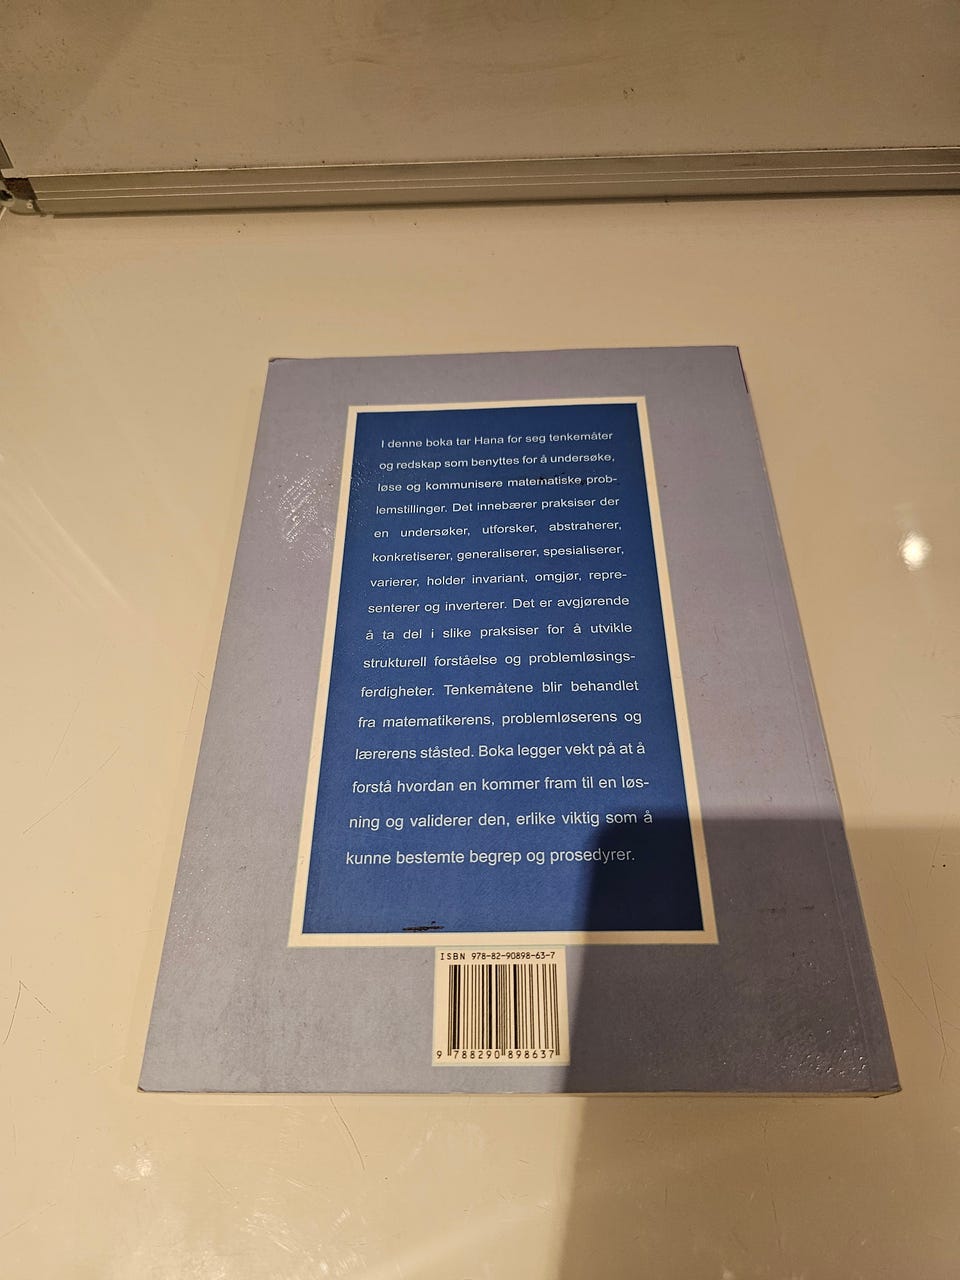 I denne boka tar Hana for seg tenkemåter
og redskap som benyttes for å undersøke,
løse og kommunisere matematiske prob-
lemstillinger. Det innebærer praksiser der
en undersøker, utforsker, abstraherer,
konkretiserer, generaliserer, spesialiserer,
varierer, holder invariant, omgjør, repre-
senterer og inverterer. Det er avgjørende
å ta del i slike praksiser for å utvikle
strukturell forståelse og problemløsings-
ferdigheter. Tenkemåtene blir behandlet
fra matematikerens, problemløserens og
lærerens ståsted. Boka legger vekt på at å
forstå hvordan en kommer fram til en løs-
ning og validerer den, erlike viktig som å
kunne bestemte begrep og prosedyrer.
ISBN 978-82-90898-63-7
9 788290 898637